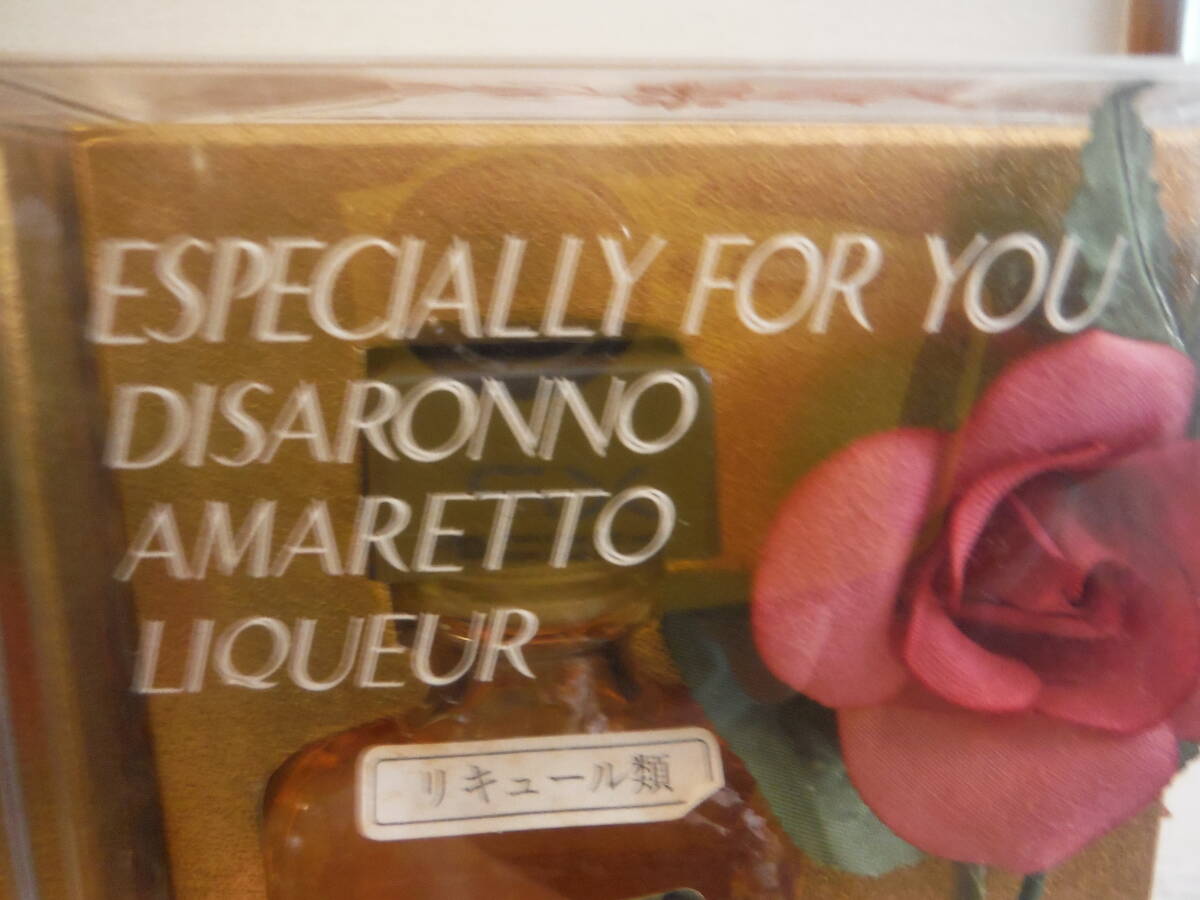 ESPECIALLY FOR YOU
DISARONNO
AMARETTO
LIQUEUR
リキュール類